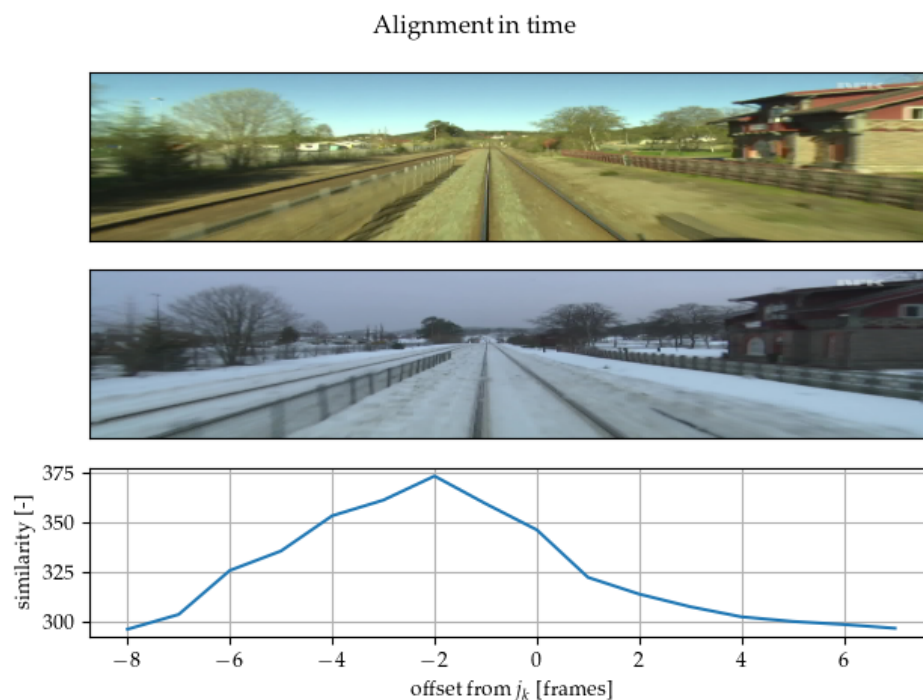 Alignment in time
375
350
325
300
similarity [-]
−8 −6 −4 −2 0 2 4 6
offset from jₖ [frames]